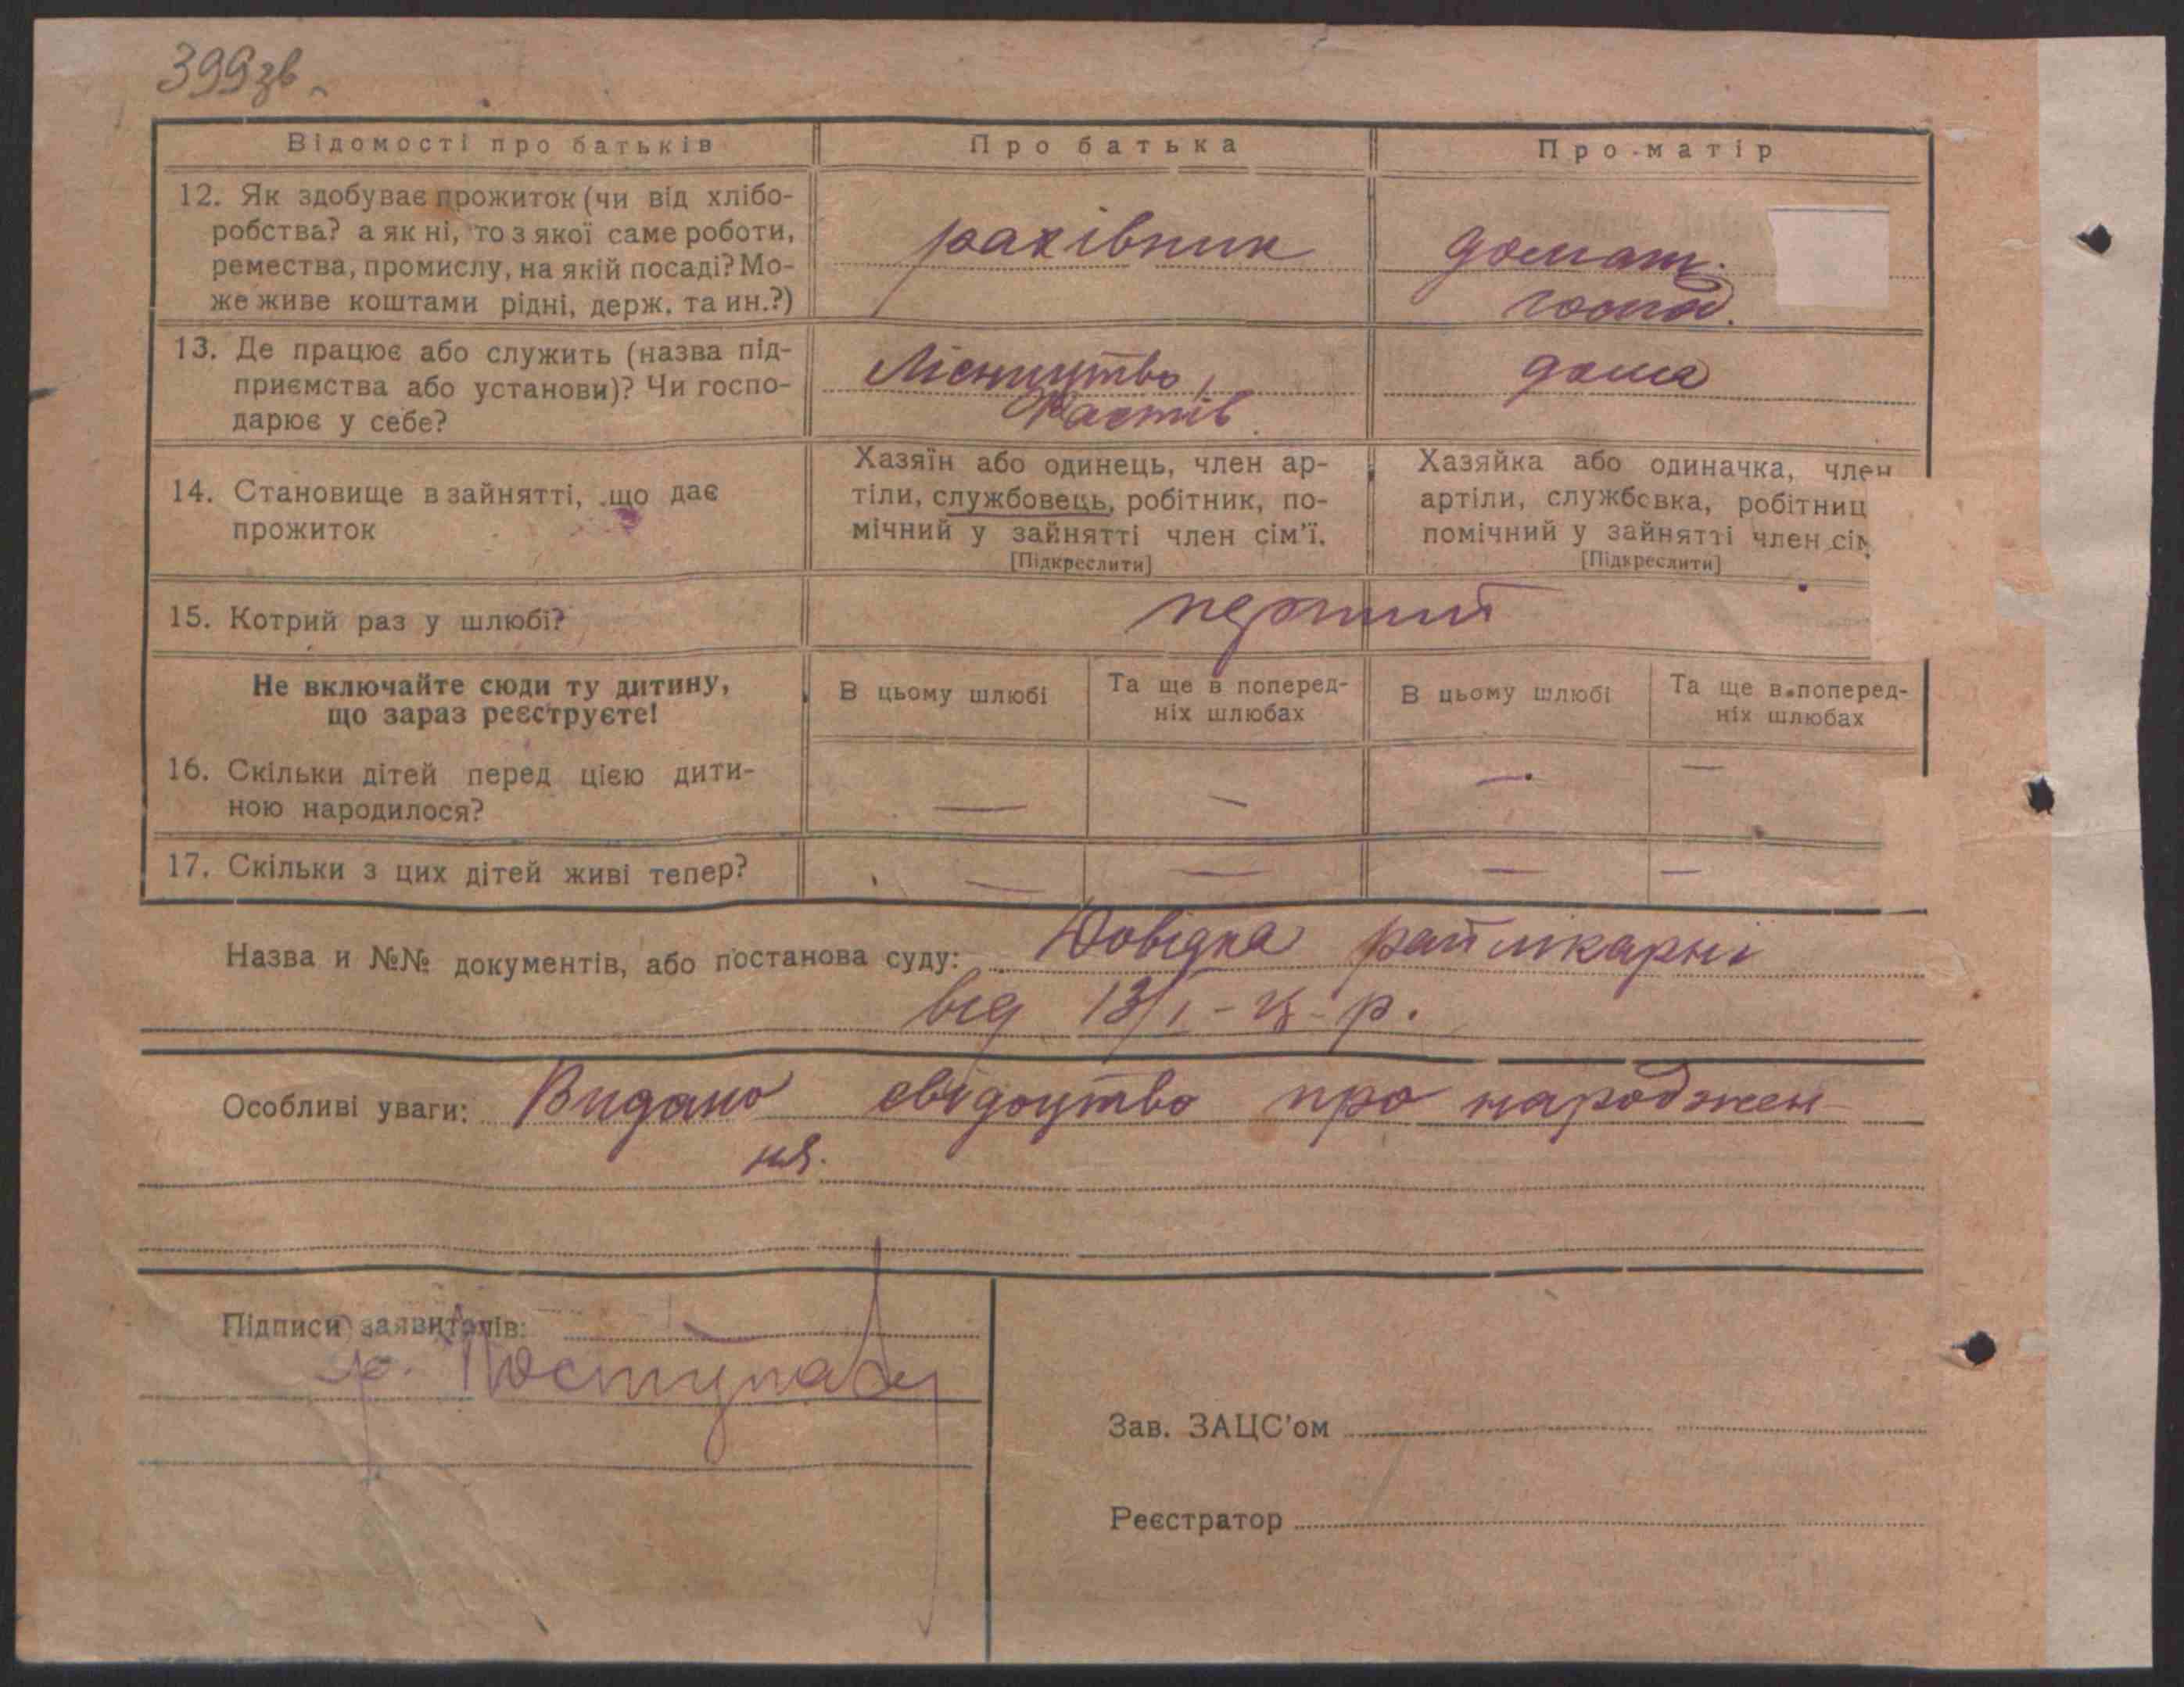 399зв.
Відомості про батьків
Про батька
Про матір
12. Як здобуває прожиток (чи від хлібо-
робства? а як ні, то з якої саме роботи,
ремества, промислу, на якій посаді? Мо-
же живе коштами рідні, держ. та ин.?)
рахівник
домаш.
госпо.
13. Де працює або служить (назва під-
приємства або установи)? Чи госпо-
дарює у себе?
Лісництво,
Фастів
дома
14. Становище в зайнятті, що дає
прожиток
Хазяїн або одинець, член ар-
тіли, службовець, робітник, по-
мічний у зайнятті член сім'ї.
[Підкреслити]
Хазяйка або одиначка, член
артіли, службовка, робітниц
помічний у зайнятті член сім
[Підкреслити]
15. Котрий раз у шлюбі?
перший
Не включайте сюди ту дитину,
що зараз реєструєте!
В цьому шлюбі
Та ще в поперед-
ніх шлюбах
В цьому шлюбі
Та ще в поперед-
ніх шлюбах
16. Скільки дітей перед цією дити-
ною народилося?
— — — —
17. Скільки з цих дітей живі тепер?
— — — —
Назва и №№ документів, або постанова суду: Довідка райлікарні
від 13/I - ц. р.
Особливі уваги: Видано свідоцтво про народжен-
ня.
Підписи заявителів:
Зав. ЗАЦС'ом
Реєстратор